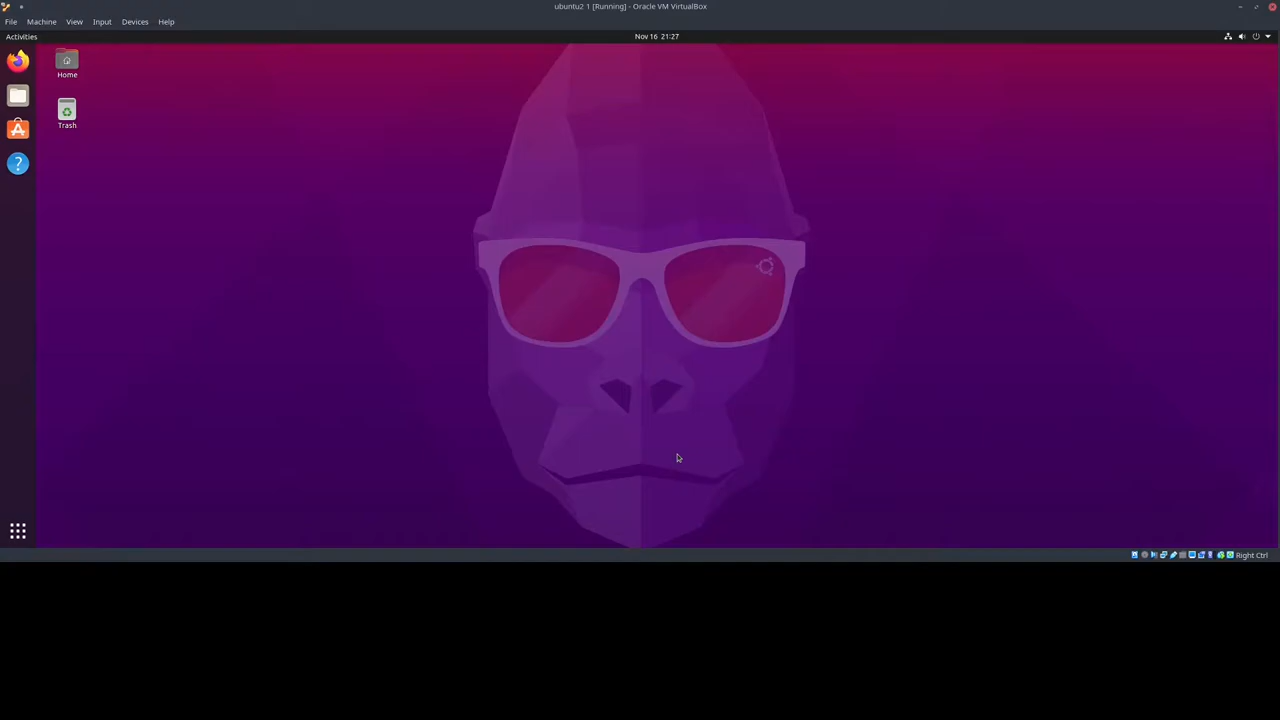 ubuntu2 1 [Running] - Oracle VM VirtualBox
File Machine View Input Devices Help
Activities
Nov 16 21:27
Home
Trash
Right Ctrl